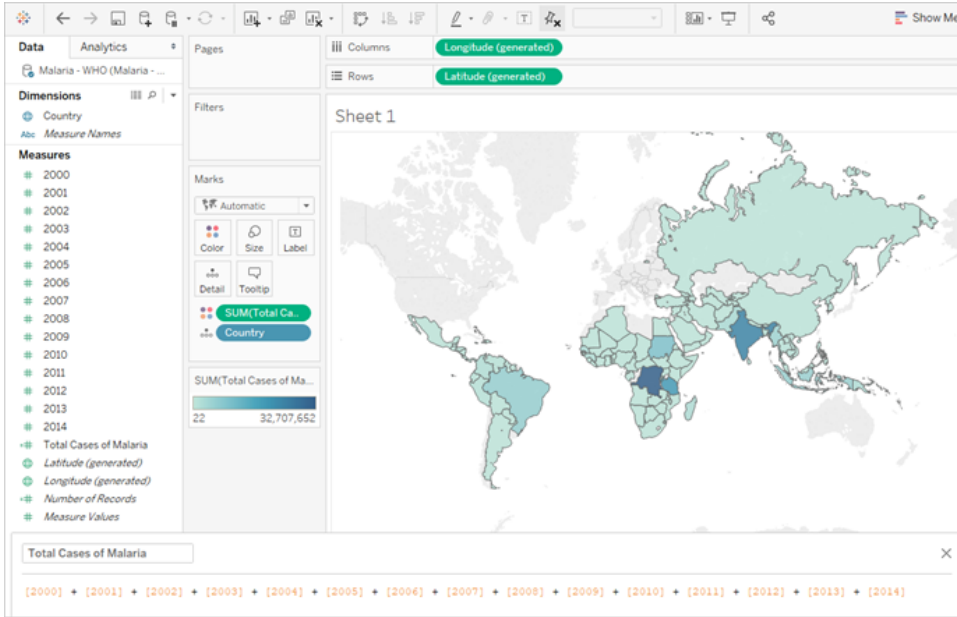 Show Me
Data Analytics
Pages
Columns Longitude (generated)
Malaria - WHO (Malaria - ...
Rows Latitude (generated)
Dimensions
Filters
Country
Sheet 1
Abc Measure Names
Measures
2000
2001
2002
2003
2004
2005
2006
2007
2008
2009
2010
2011
2012
2013
2014
Total Cases of Malaria
Latitude (generated)
Longitude (generated)
Number of Records
Measure Values
Marks
Automatic
Color Size Label
Detail Tooltip
SUM(Total Ca..
Country
SUM(Total Cases of Ma...
22 32,707,652
Total Cases of Malaria
[2000] + [2001] + [2002] + [2003] + [2004] + [2005] + [2006] + [2007] + [2008] + [2009] + [2010] + [2011] + [2012] + [2013] + [2014]